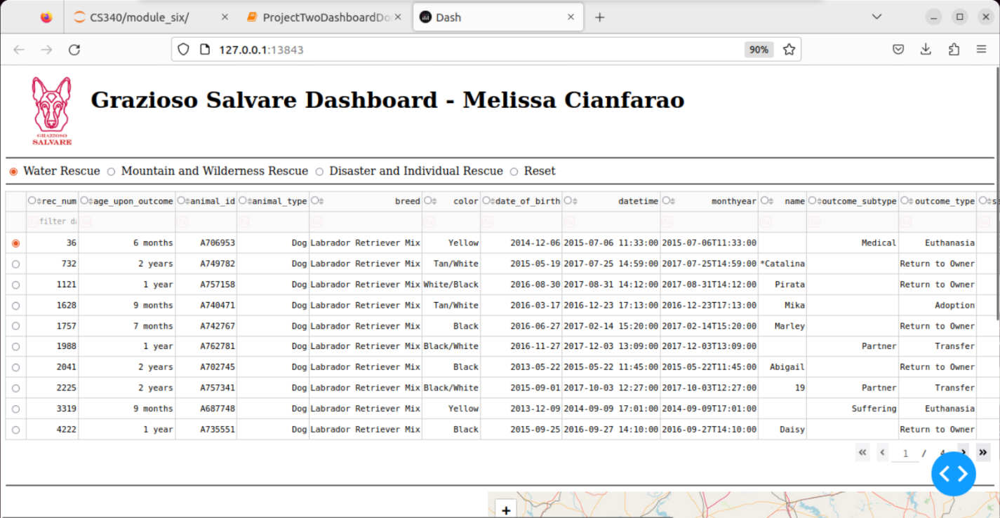 CS340/module_six/ × ProjectTwoDashboardDo × Dash × +
127.0.0.1:13843 90%
GRAZIOSO
SALVARE
Grazioso Salvare Dashboard - Melissa Cianfarao
Water Rescue Mountain and Wilderness Rescue Disaster and Individual Rescue Reset
rec_num age_upon_outcome animal_id animal_type breed color date_of_birth datetime monthyear name outcome_subtype outcome_type s
Aa filter da Aa Aa Aa Aa Aa Aa Aa Aa Aa Aa Aa Aa
36 6 months A706953 Dog Labrador Retriever Mix Yellow 2014-12-06 2015-07-06 11:33:00 2015-07-06T11:33:00 Medical Euthanasia
732 2 years A749782 Dog Labrador Retriever Mix Tan/White 2015-05-19 2017-07-25 14:59:00 2017-07-25T14:59:00 *Catalina Return to Owner
1121 1 year A757158 Dog Labrador Retriever Mix White/Black 2016-08-30 2017-08-31 14:12:00 2017-08-31T14:12:00 Pirata Return to Owner
1628 9 months A740471 Dog Labrador Retriever Mix Tan/White 2016-03-17 2016-12-23 17:13:00 2016-12-23T17:13:00 Mika Adoption
1757 7 months A742767 Dog Labrador Retriever Mix Black 2016-06-27 2017-02-14 15:20:00 2017-02-14T15:20:00 Marley Return to Owner
1988 1 year A762781 Dog Labrador Retriever Mix Black/White 2016-11-27 2017-12-03 13:09:00 2017-12-03T13:09:00 Partner Transfer
2041 2 years A702745 Dog Labrador Retriever Mix Black 2013-05-22 2015-05-22 11:45:00 2015-05-22T11:45:00 Abigail Return to Owner
2225 2 years A757341 Dog Labrador Retriever Mix Black/White 2015-09-01 2017-10-03 12:27:00 2017-10-03T12:27:00 19 Partner Transfer
3319 9 months A687748 Dog Labrador Retriever Mix Yellow 2013-12-09 2014-09-09 17:01:00 2014-09-09T17:01:00 Suffering Euthanasia
4222 1 year A735551 Dog Labrador Retriever Mix Black 2015-09-25 2016-09-27 14:10:00 2016-09-27T14:10:00 Daisy Return to Owner
« ‹ 1 / 4 › »
+